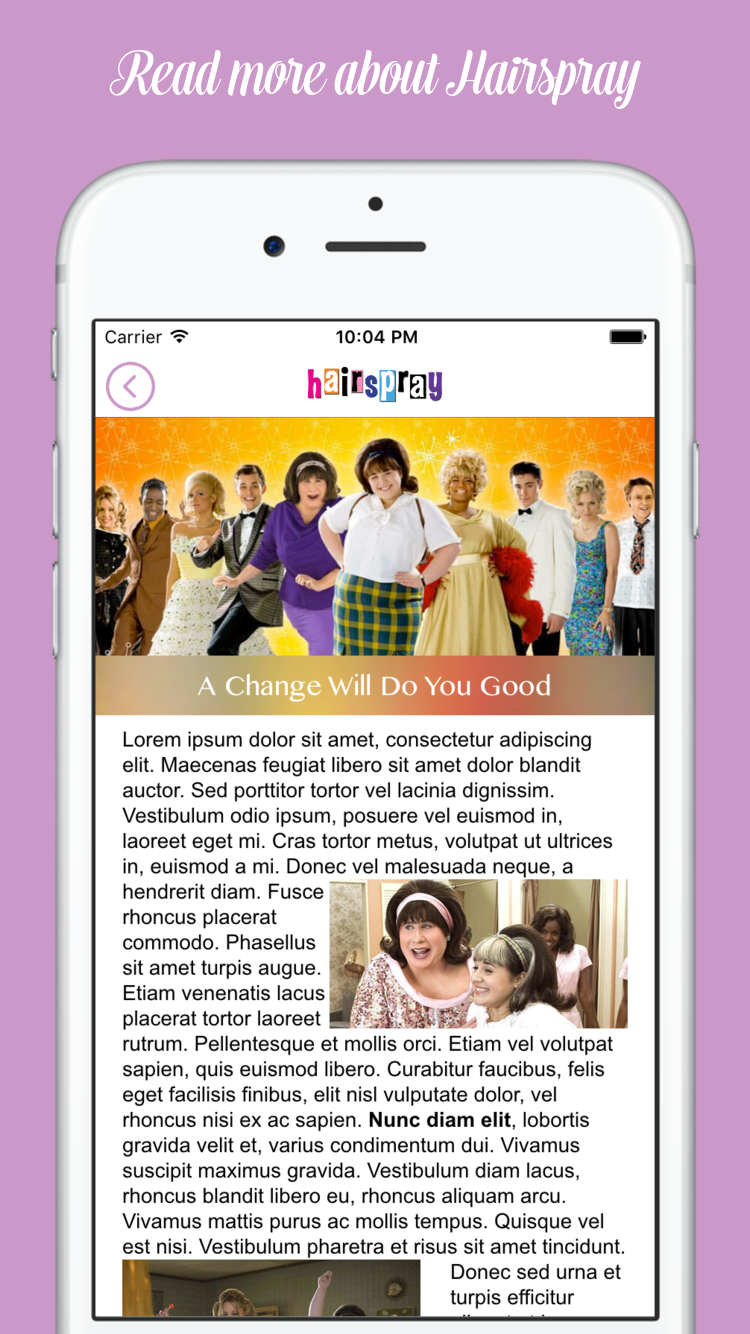 Read more about Hairspray
Carrier 10:04 PM
hairspray
A Change Will Do You Good
Lorem ipsum dolor sit amet, consectetur adipiscing
elit. Maecenas feugiat libero sit amet dolor blandit
auctor. Sed porttitor tortor vel lacinia dignissim.
Vestibulum odio ipsum, posuere vel euismod in,
laoreet eget mi. Cras tortor metus, volutpat ut ultrices
in, euismod a mi. Donec vel malesuada neque, a
hendrerit diam. Fusce
rhoncus placerat
commodo. Phasellus
sit amet turpis augue.
Etiam venenatis lacus
placerat tortor laoreet
rutrum. Pellentesque et mollis orci. Etiam vel volutpat
sapien, quis euismod libero. Curabitur faucibus, felis
eget facilisis finibus, elit nisl vulputate dolor, vel
rhoncus nisi ex ac sapien. Nunc diam elit, lobortis
gravida velit et, varius condimentum dui. Vivamus
suscipit maximus gravida. Vestibulum diam lacus,
rhoncus blandit libero eu, rhoncus aliquam arcu.
Vivamus mattis purus ac mollis tempus. Quisque vel
est nisi. Vestibulum pharetra et risus sit amet tincidunt.
Donec sed urna et
turpis efficitur